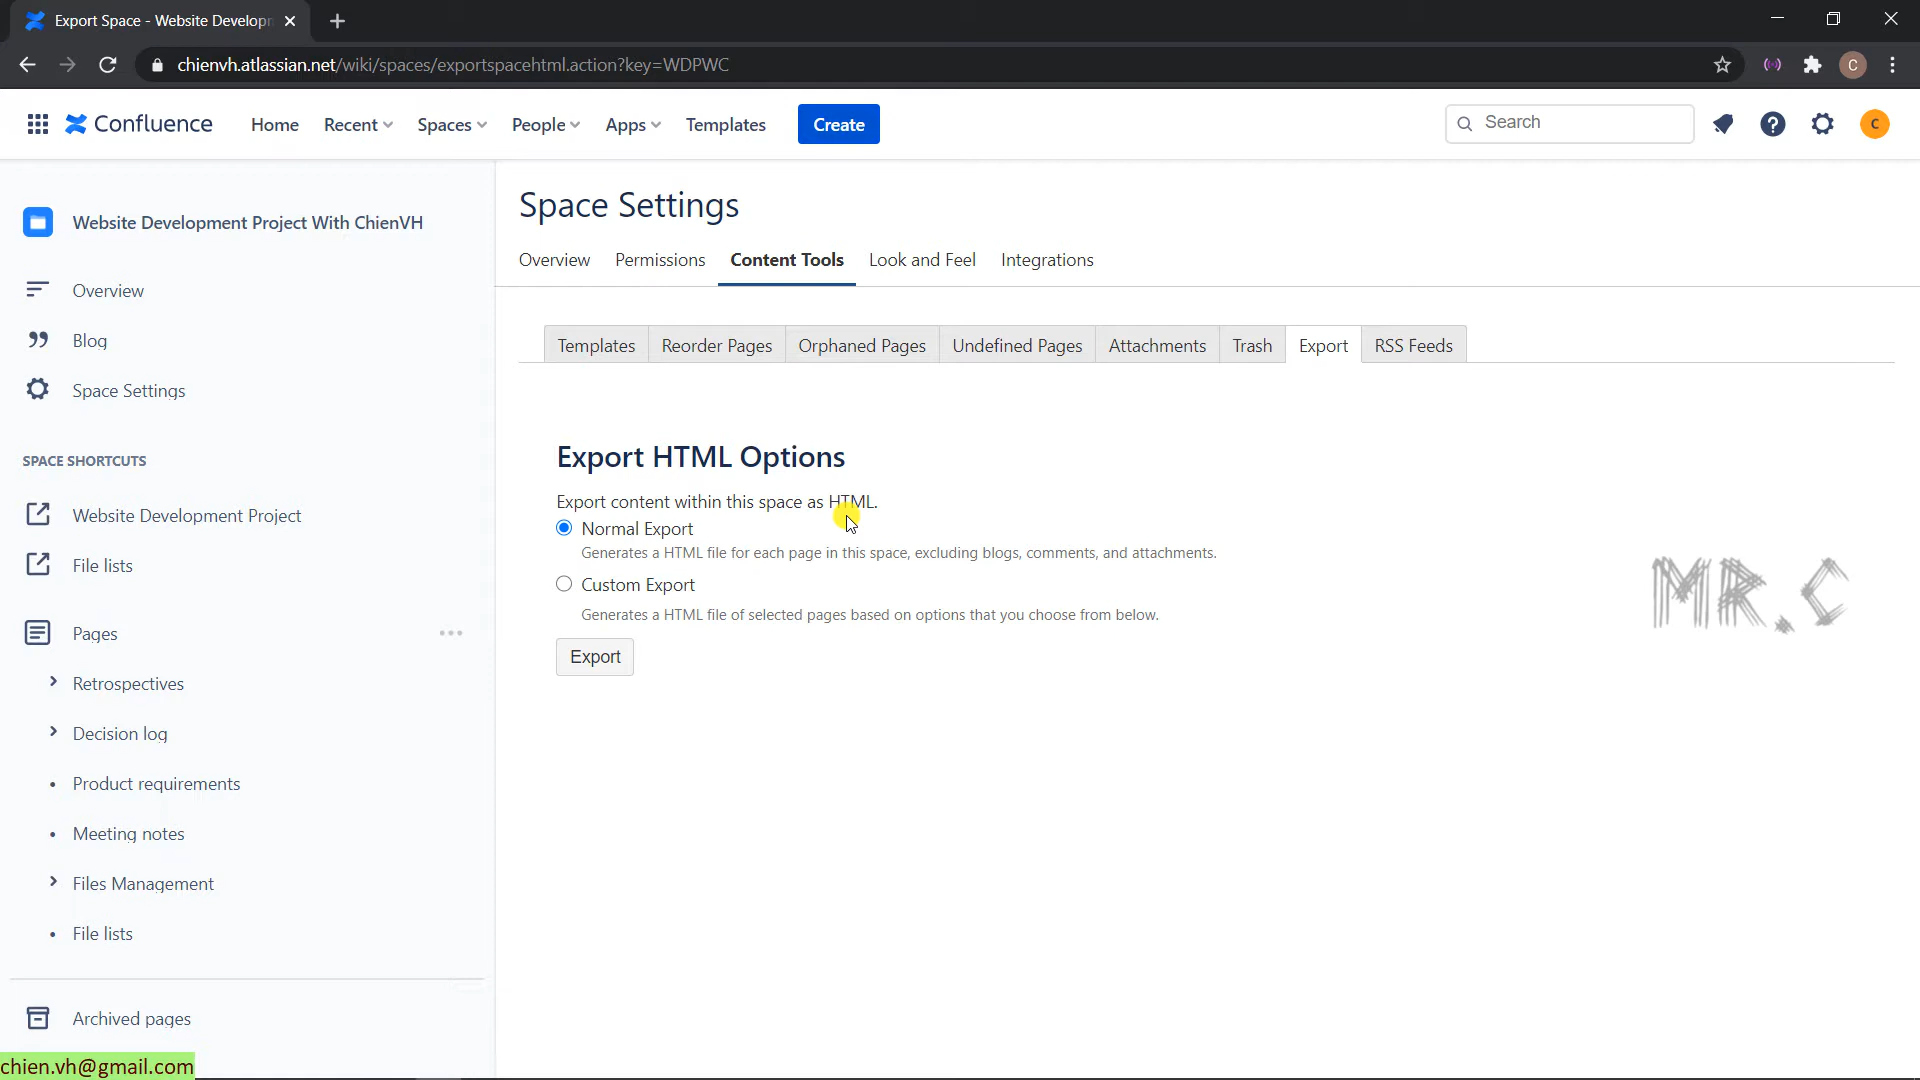 Export Space - Website Develop
chienvh.atlassian.net/wiki/spaces/exportspacehtml.action?key=WDPWC
C
Confluence Home Recent Spaces People Apps Templates Create Search C
Website Development Project With ChienVH
Overview
Blog
Space Settings
SPACE SHORTCUTS
Website Development Project
File lists
Pages
Retrospectives
Decision log
Product requirements
Meeting notes
Files Management
File lists
Archived pages
chien.vh@gmail.com
Space Settings
Overview Permissions Content Tools Look and Feel Integrations
Templates Reorder Pages Orphaned Pages Undefined Pages Attachments Trash Export RSS Feeds
Export HTML Options
Export content within this space as HTML.
Normal Export
Generates a HTML file for each page in this space, excluding blogs, comments, and attachments.
Custom Export
Generates a HTML file of selected pages based on options that you choose from below.
Export
MR.C